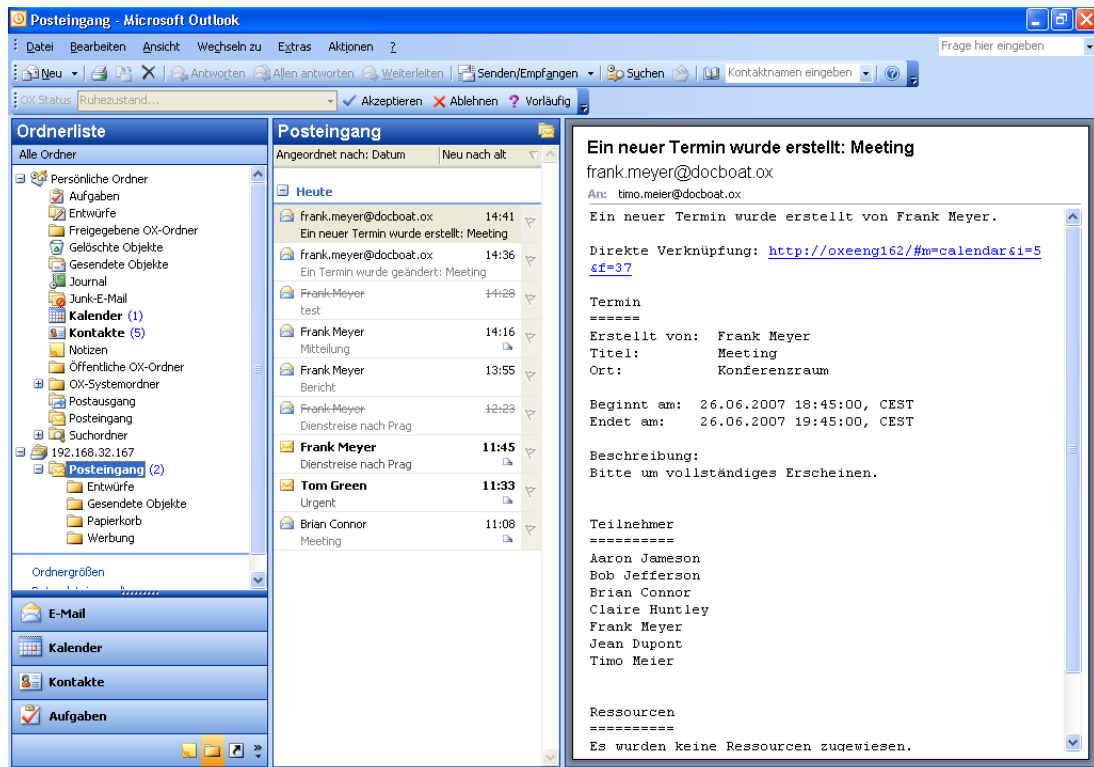 Posteingang - Microsoft Outlook
Datei Bearbeiten Ansicht Wechseln zu Extras Aktionen ? Frage hier eingeben
Neu Antworten Allen antworten Weiterleiten Senden/Empfangen Suchen Kontaktnamen eingeben
OX Status Ruhezustand... Akzeptieren Ablehnen Vorläufig
Ordnerliste
Alle Ordner
Persönliche Ordner
Aufgaben
Entwürfe
Freigegebene OX-Ordner
Gelöschte Objekte
Gesendete Objekte
Journal
Junk-E-Mail
Kalender (1)
Kontakte (5)
Notizen
Öffentliche OX-Ordner
OX-Systemordner
Postausgang
Posteingang
Suchordner
192.168.32.167
Posteingang (2)
Entwürfe
Gesendete Objekte
Papierkorb
Werbung
Ordnergrößen
E-Mail
Kalender
Kontakte
Aufgaben
Posteingang
Angeordnet nach: Datum Neu nach alt
Heute
frank.meyer@docboat.ox 14:41
Ein neuer Termin wurde erstellt: Meeting
frank.meyer@docboat.ox 14:36
Ein Termin wurde geändert: Meeting
Frank Meyer 14:28
test
Frank Meyer 14:16
Mitteilung
Frank Meyer 13:55
Bericht
Frank Meyer 12:23
Dienstreise nach Prag
Frank Meyer 11:45
Dienstreise nach Prag
Tom Green 11:33
Urgent
Brian Connor 11:08
Meeting
Ein neuer Termin wurde erstellt: Meeting
frank.meyer@docboat.ox
An: timo.meier@docboat.ox
Ein neuer Termin wurde erstellt von Frank Meyer.
Direkte Verknüpfung: http://oxeeng162/#m=calendar&i=5
&f=37
Termin
======
Erstellt von: Frank Meyer
Titel: Meeting
Ort: Konferenzraum
Beginnt am: 26.06.2007 18:45:00, CEST
Endet am: 26.06.2007 19:45:00, CEST
Beschreibung:
Bitte um vollständiges Erscheinen.
Teilnehmer
==========
Aaron Jameson
Bob Jefferson
Brian Connor
Claire Huntley
Frank Meyer
Jean Dupont
Timo Meier
Ressourcen
==========
Es wurden keine Ressourcen zugewiesen.